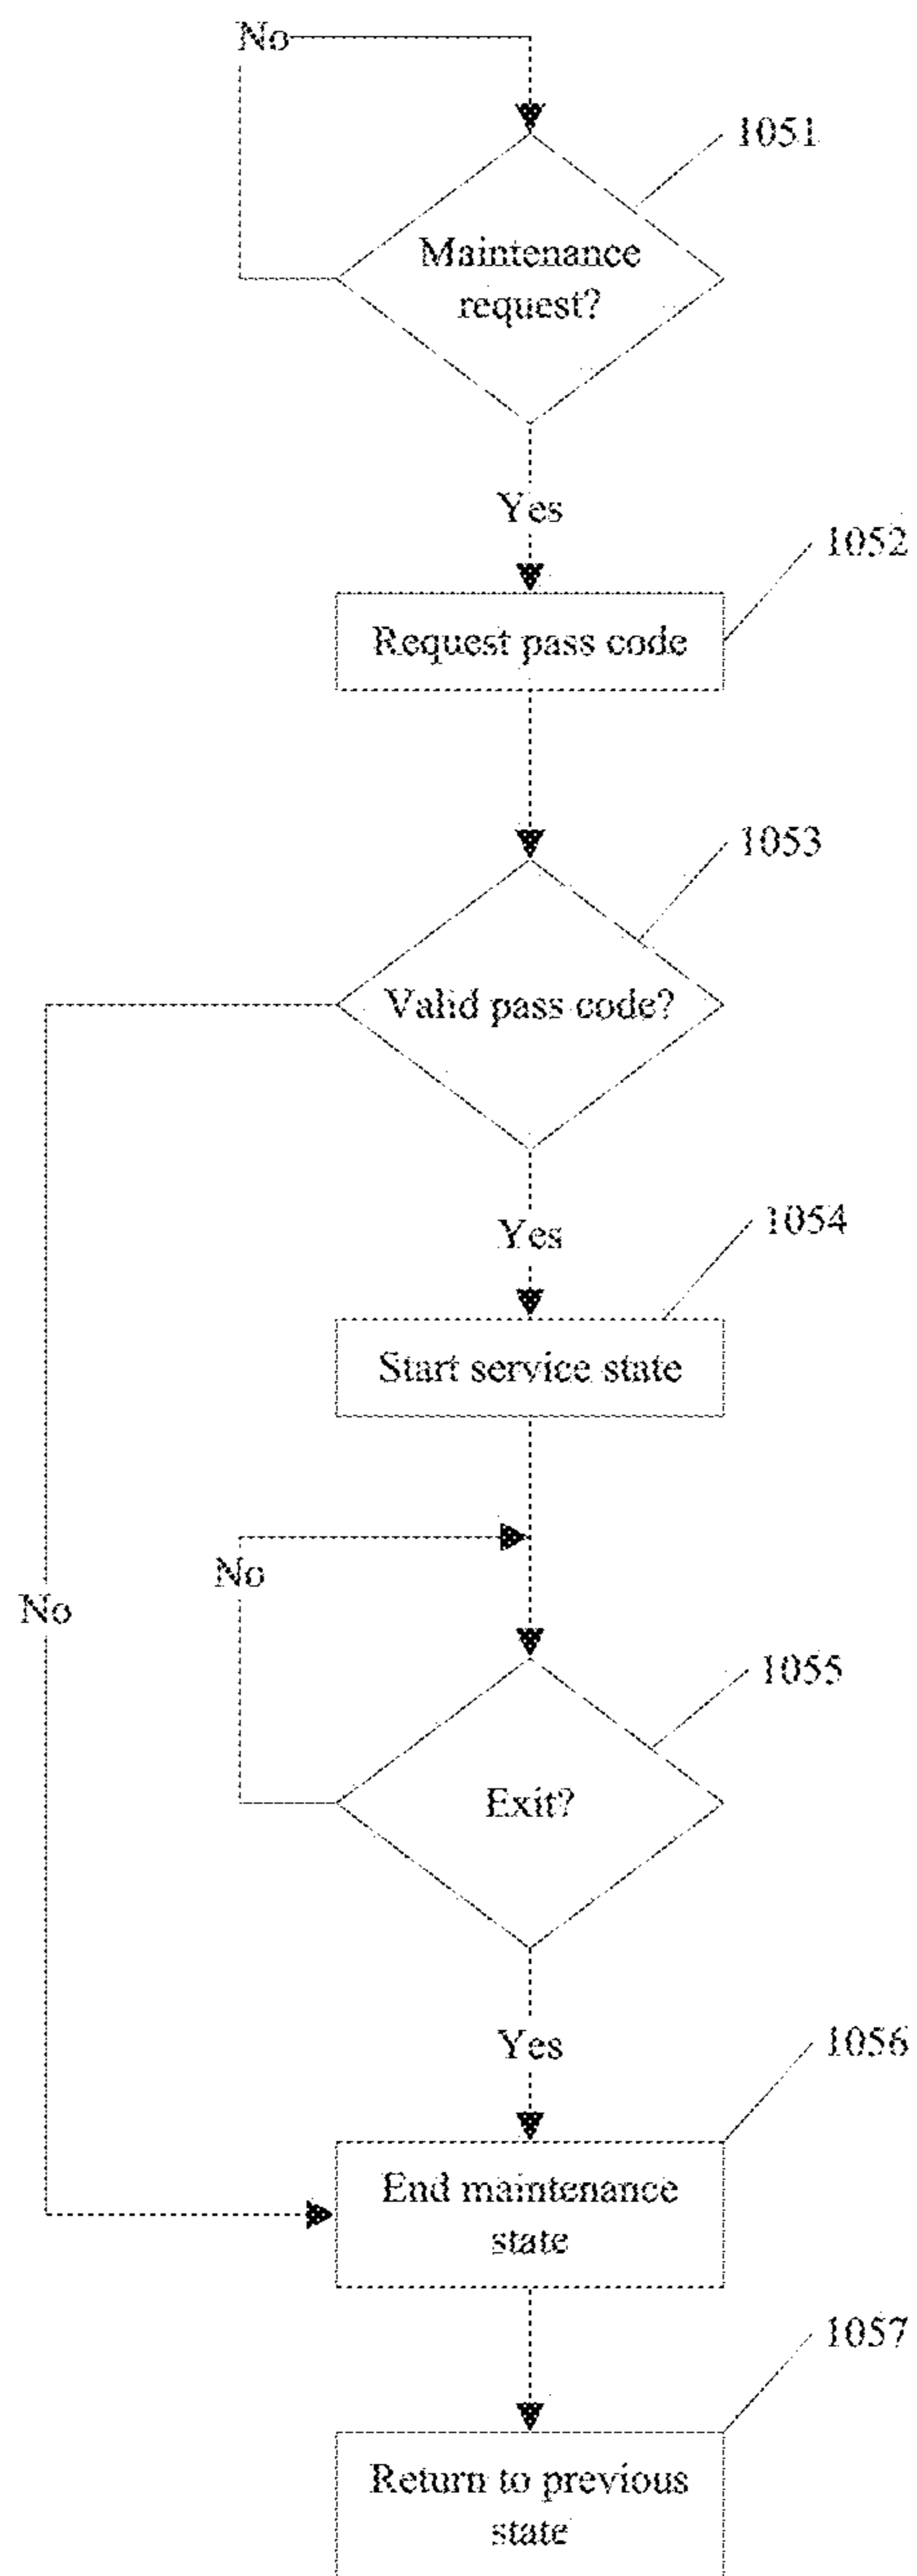 No
1051
Maintenance
request?
Yes
1052
Request pass code
1053
Valid pass code?
Yes
1054
Start service state
No
No
1055
Exit?
Yes
1056
End maintenance
state
1057
Return to previous
state